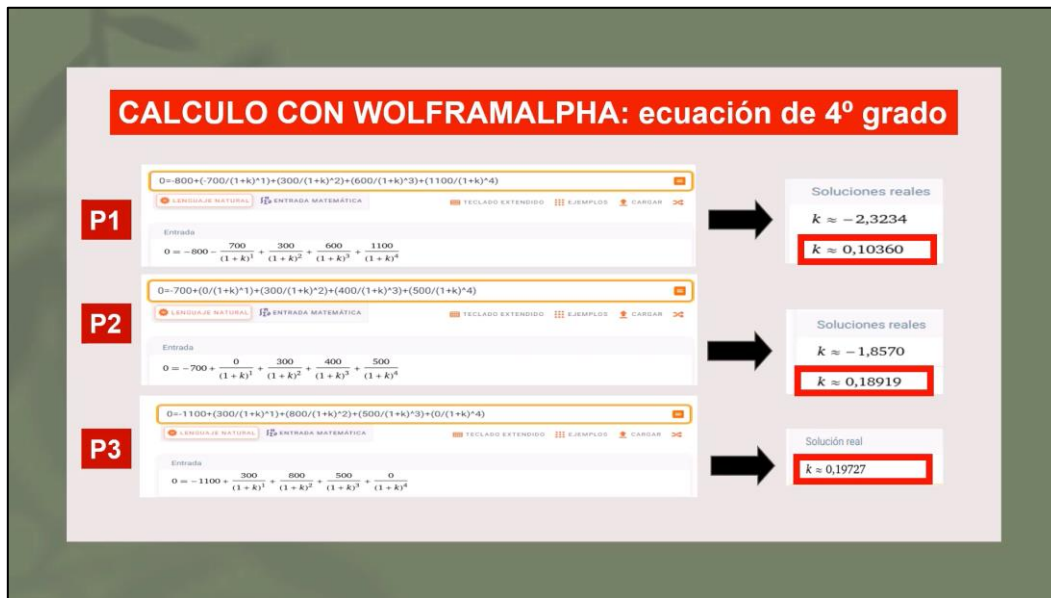 CALCULO CON WOLFRAMALPHA: ecuación de 4º grado
P1
0=-800+(-700/(1+k)^1)+(300/(1+k)^2)+(600/(1+k)^3)+(1100/(1+k)^4)
LENGUAJE NATURAL ENTRADA MATEMÁTICA TECLADO EXTENDIDO EJEMPLOS CARGAR
Entrada
0 = −800 − 700/(1 + k)^1 + 300/(1 + k)^2 + 600/(1 + k)^3 + 1100/(1 + k)^4
Soluciones reales
k ≈ −2,3234
k ≈ 0,10360
P2
0=-700+(0/(1+k)^1)+(300/(1+k)^2)+(400/(1+k)^3)+(500/(1+k)^4)
LENGUAJE NATURAL ENTRADA MATEMÁTICA TECLADO EXTENDIDO EJEMPLOS CARGAR
Entrada
0 = −700 + 0/(1 + k)^1 + 300/(1 + k)^2 + 400/(1 + k)^3 + 500/(1 + k)^4
Soluciones reales
k ≈ −1,8570
k ≈ 0,18919
P3
0=-1100+(300/(1+k)^1)+(800/(1+k)^2)+(500/(1+k)^3)+(0/(1+k)^4)
LENGUAJE NATURAL ENTRADA MATEMÁTICA TECLADO EXTENDIDO EJEMPLOS CARGAR
Entrada
0 = −1100 + 300/(1 + k)^1 + 800/(1 + k)^2 + 500/(1 + k)^3 + 0/(1 + k)^4
Solución real
k ≈ 0,19727